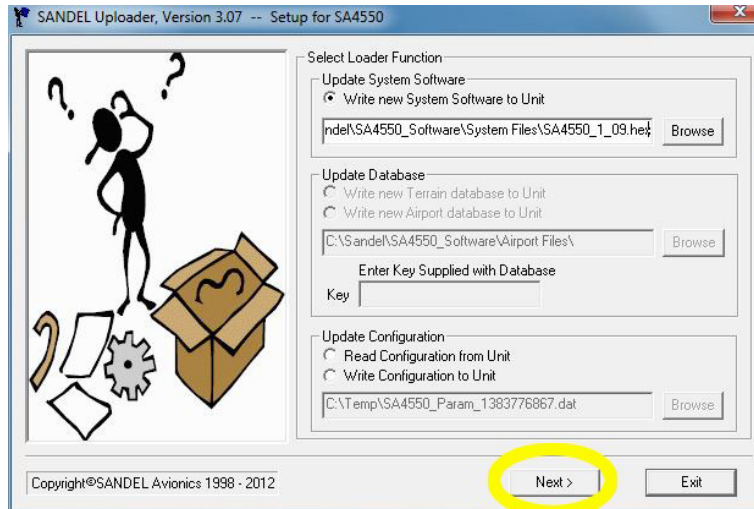 SANDEL Uploader, Version 3.07 -- Setup for SA4550
Select Loader Function
Update System Software
Write new System Software to Unit
ndel\SA4550_Software\System Files\SA4550_1_09.hex
Browse
Update Database
Write new Terrain database to Unit
Write new Airport database to Unit
C:\Sandel\SA4550_Software\Airport Files\
Browse
Enter Key Supplied with Database
Key
Update Configuration
Read Configuration from Unit
Write Configuration to Unit
C:\Temp\SA4550_Param_1383776867.dat
Browse
Copyright©SANDEL Avionics 1998 - 2012
Next >
Exit